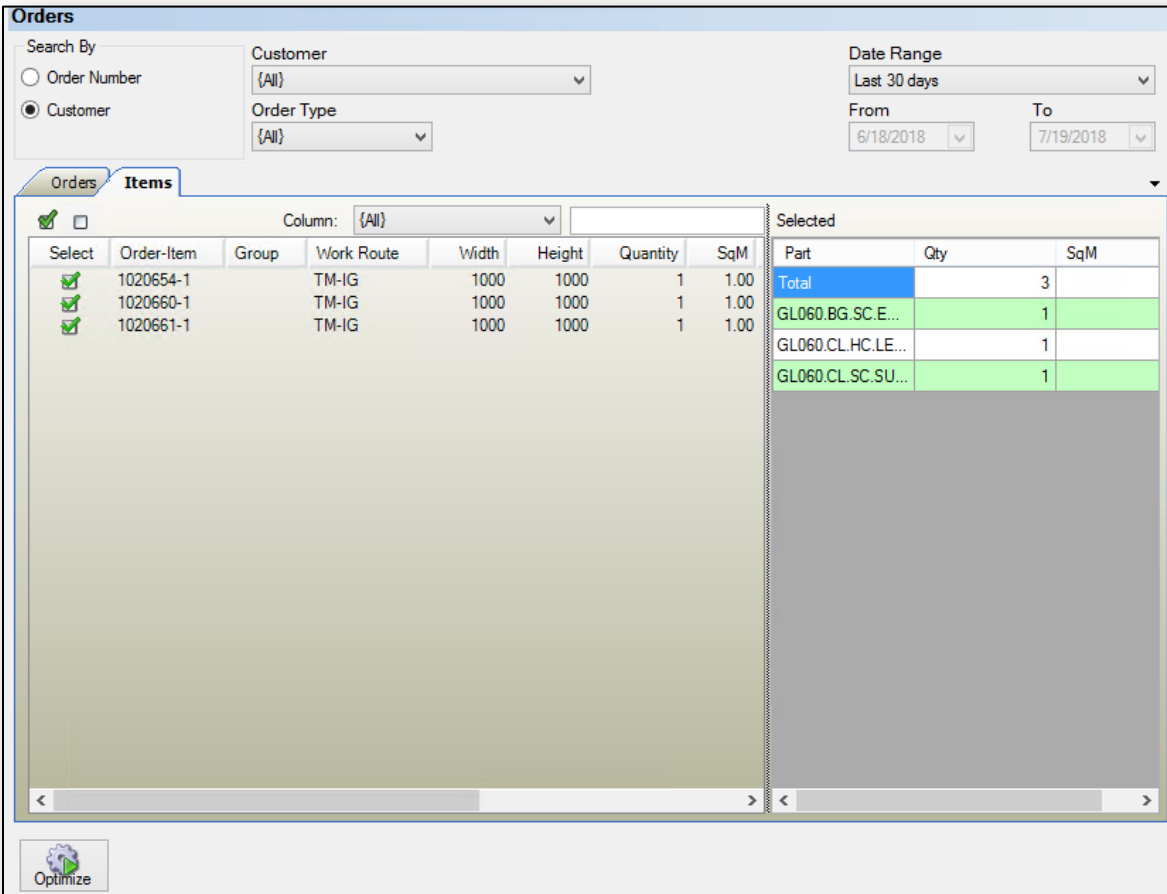 Orders
Search By
Order Number
Customer
Customer
{All}
Order Type
{All}
Date Range
Last 30 days
From To
6/18/2018 7/19/2018
Orders Items
Column: {All}
Select Order-Item Group Work Route Width Height Quantity SqM
1020654-1 TM-IG 1000 1000 1 1.00
1020660-1 TM-IG 1000 1000 1 1.00
1020661-1 TM-IG 1000 1000 1 1.00
Selected
Part Qty SqM
Total 3
GL060.BG.SC.E... 1
GL060.CL.HC.LE... 1
GL060.CL.SC.SU... 1
Optimize